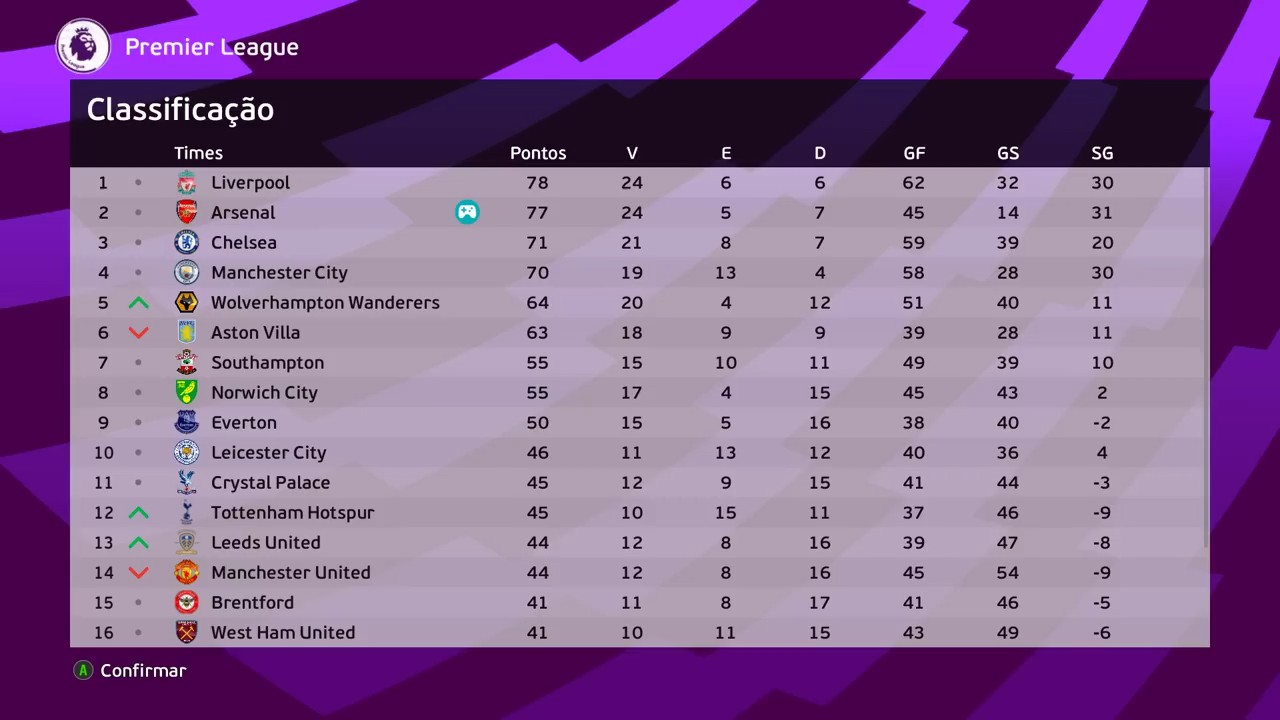 Premier League
Classificação
Times Pontos V E D GF GS SG
1 Liverpool 78 24 6 6 62 32 30
2 Arsenal 77 24 5 7 45 14 31
3 Chelsea 71 21 8 7 59 39 20
4 Manchester City 70 19 13 4 58 28 30
5 Wolverhampton Wanderers 64 20 4 12 51 40 11
6 Aston Villa 63 18 9 9 39 28 11
7 Southampton 55 15 10 11 49 39 10
8 Norwich City 55 17 4 15 45 43 2
9 Everton 50 15 5 16 38 40 -2
10 Leicester City 46 11 13 12 40 36 4
11 Crystal Palace 45 12 9 15 41 44 -3
12 Tottenham Hotspur 45 10 15 11 37 46 -9
13 Leeds United 44 12 8 16 39 47 -8
14 Manchester United 44 12 8 16 45 54 -9
15 Brentford 41 11 8 17 41 46 -5
16 West Ham United 41 10 11 15 43 49 -6
A Confirmar